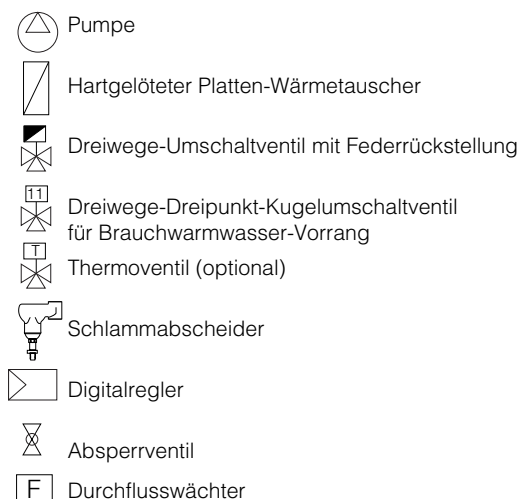 Pumpe
Hartgelöteter Platten-Wärmetauscher
Dreiwege-Umschaltventil mit Federrückstellung
11
Dreiwege-Dreipunkt-Kugelumschaltventil
für Brauchwarmwasser-Vorrang
T
Thermoventil (optional)
Schlammabscheider
Digitalregler
Absperrventil
F Durchflusswächter